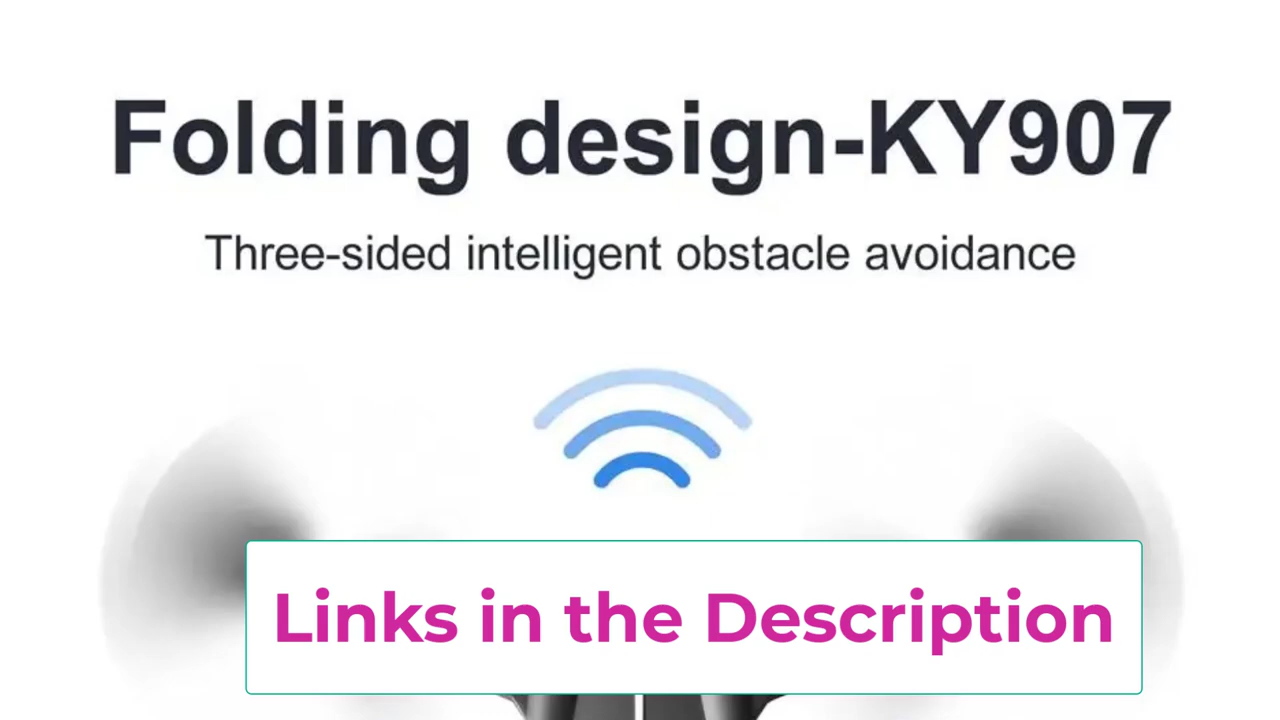 Folding design-KY907
Three-sided intelligent obstacle avoidance
Links in the Description